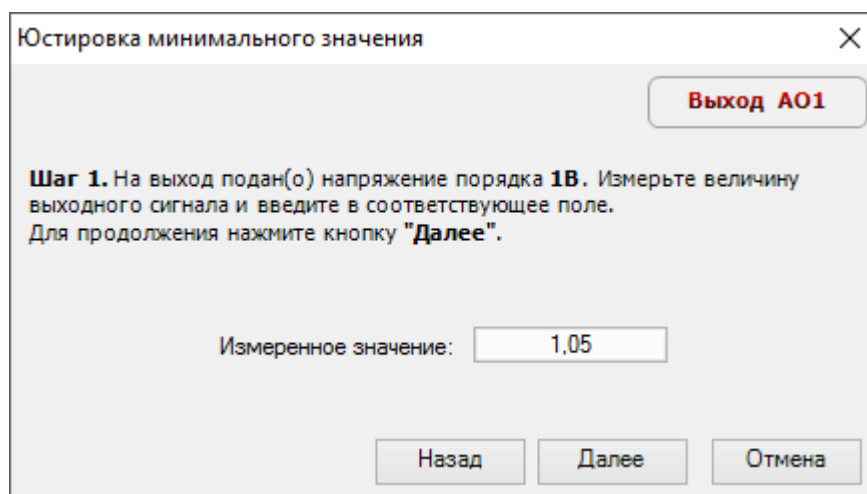 Юстировка минимального значения
Выход АО1
Шаг 1. На выход подан(о) напряжение порядка 1В. Измерьте величину
выходного сигнала и введите в соответствующее поле.
Для продолжения нажмите кнопку "Далее".
Измеренное значение: 1,05
Назад Далее Отмена